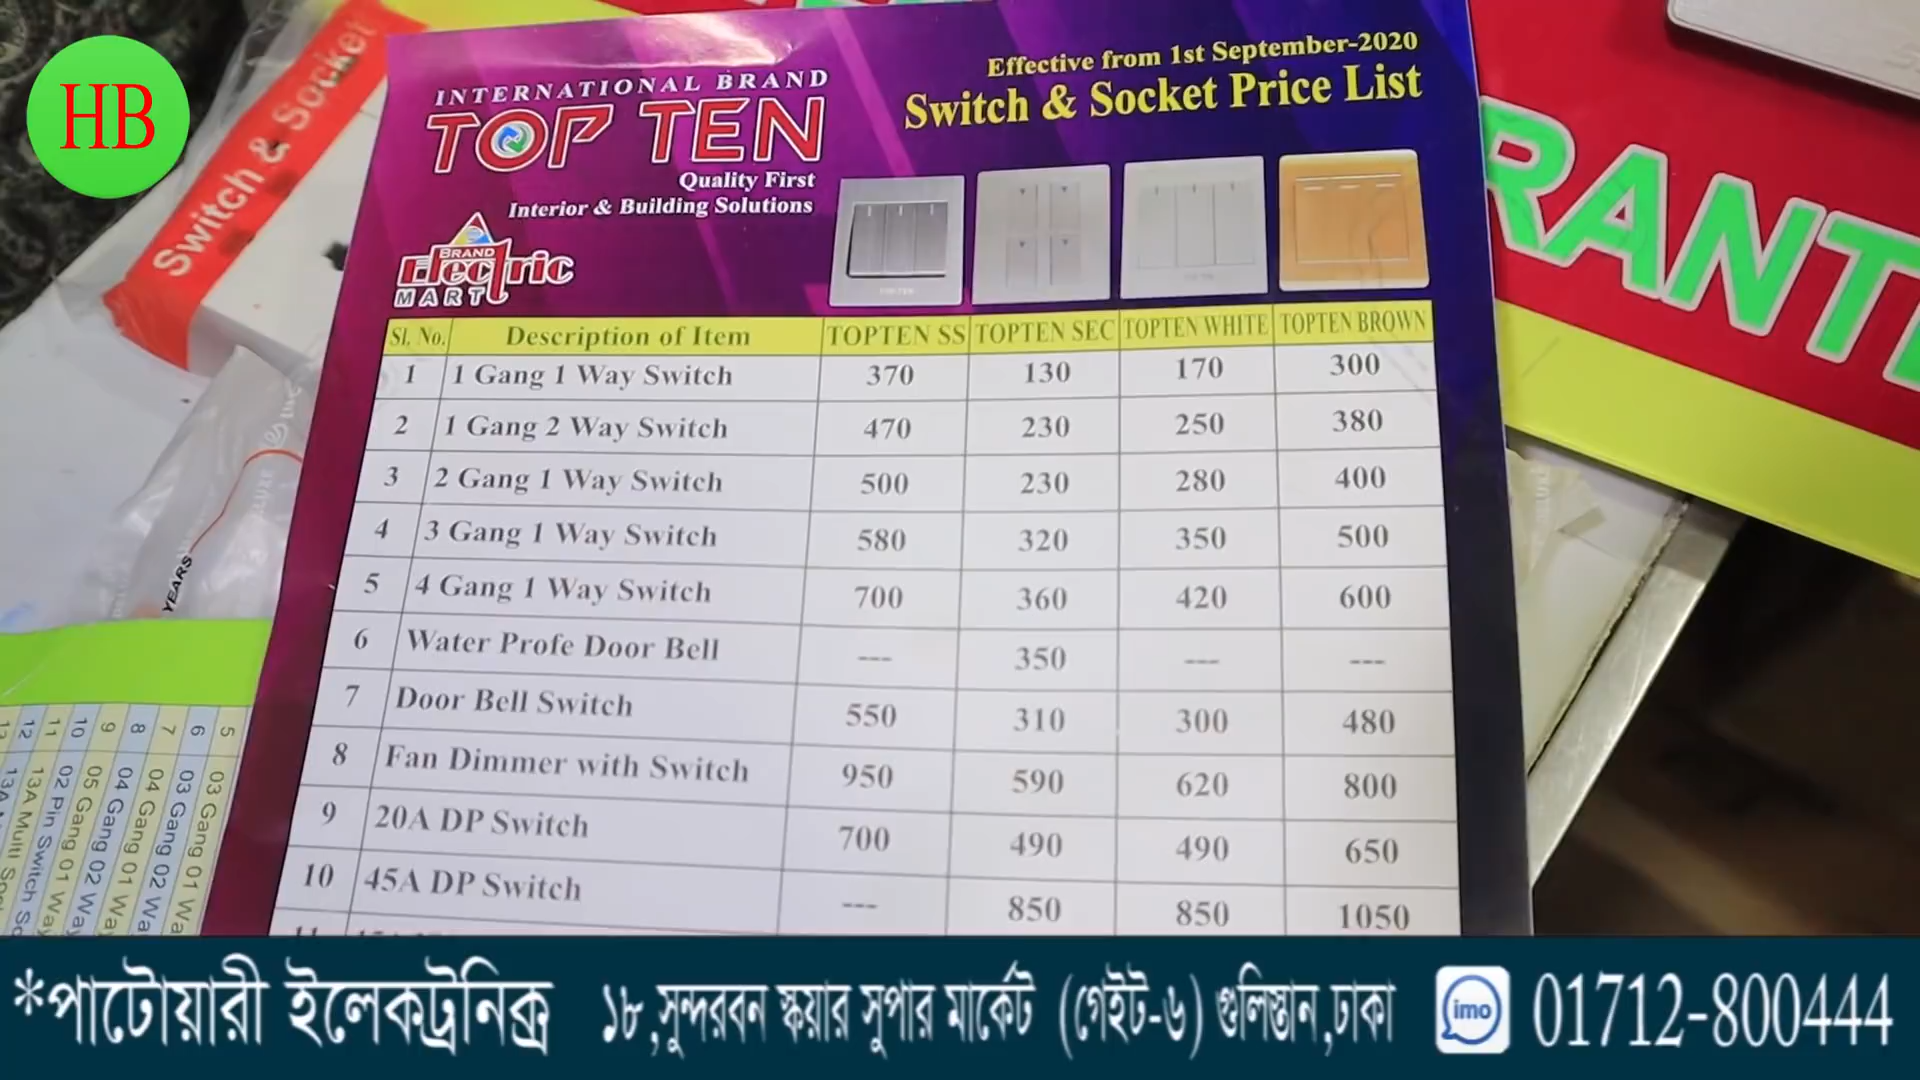 HB
Switch & Socket
INTERNATIONAL BRAND
TOP TEN
Quality First
Interior & Building Solutions
BRAND
Electric
MART
Effective from 1st September-2020
Switch & Socket Price List
Sl. No. Description of Item TOPTEN SS TOPTEN SEC TOPTEN WHITE TOPTEN BROWN
1 1 Gang 1 Way Switch 370 130 170 300
2 1 Gang 2 Way Switch 470 230 250 380
3 2 Gang 1 Way Switch 500 230 280 400
4 3 Gang 1 Way Switch 580 320 350 500
5 4 Gang 1 Way Switch 700 360 420 600
6 Water Profe Door Bell --- 350 --- ---
7 Door Bell Switch 550 310 300 480
8 Fan Dimmer with Switch 950 590 620 800
9 20A DP Switch 700 490 490 650
10 45A DP Switch --- 850 850 1050
RANT
YEARS
5 03 Gang 01 Wa
6 03 Gang 02 Wa
7 04 Gang 01 Wa
8 04 Gang 02 Wa
9 05 Gang 01 Way
10 02 Pin Switch S
11 13A Multi So
*পাটোয়ারী ইলেকট্রনিক্স ১৮,সুন্দরবন স্কয়ার সুপার মার্কেট (গেইট-৬) গুলিস্তান,ঢাকা imo 01712-800444